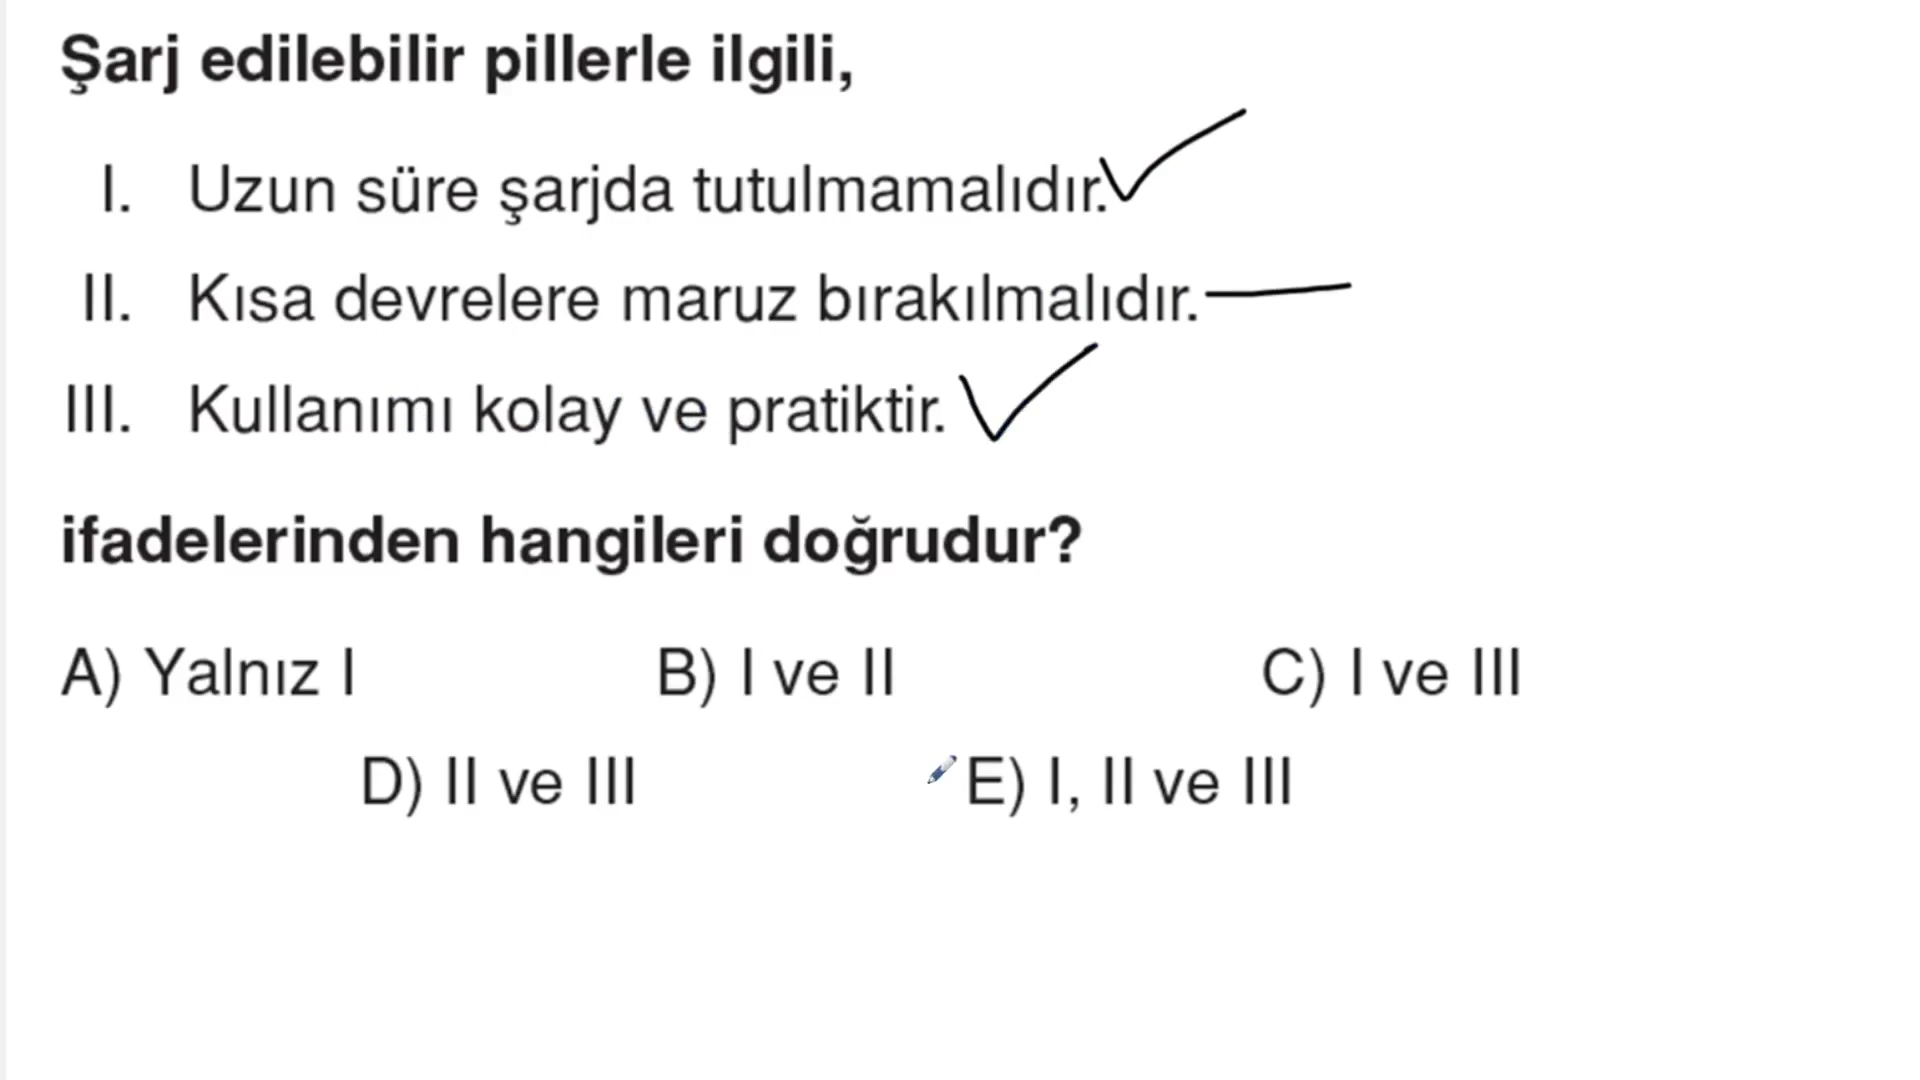 Şarj edilebilir pillerle ilgili,
I. Uzun süre şarjda tutulmamalıdır.
II. Kısa devrelere maruz bırakılmalıdır.
III. Kullanımı kolay ve pratiktir.
ifadelerinden hangileri doğrudur?
A) Yalnız I B) I ve II C) I ve III
D) II ve III E) I, II ve III